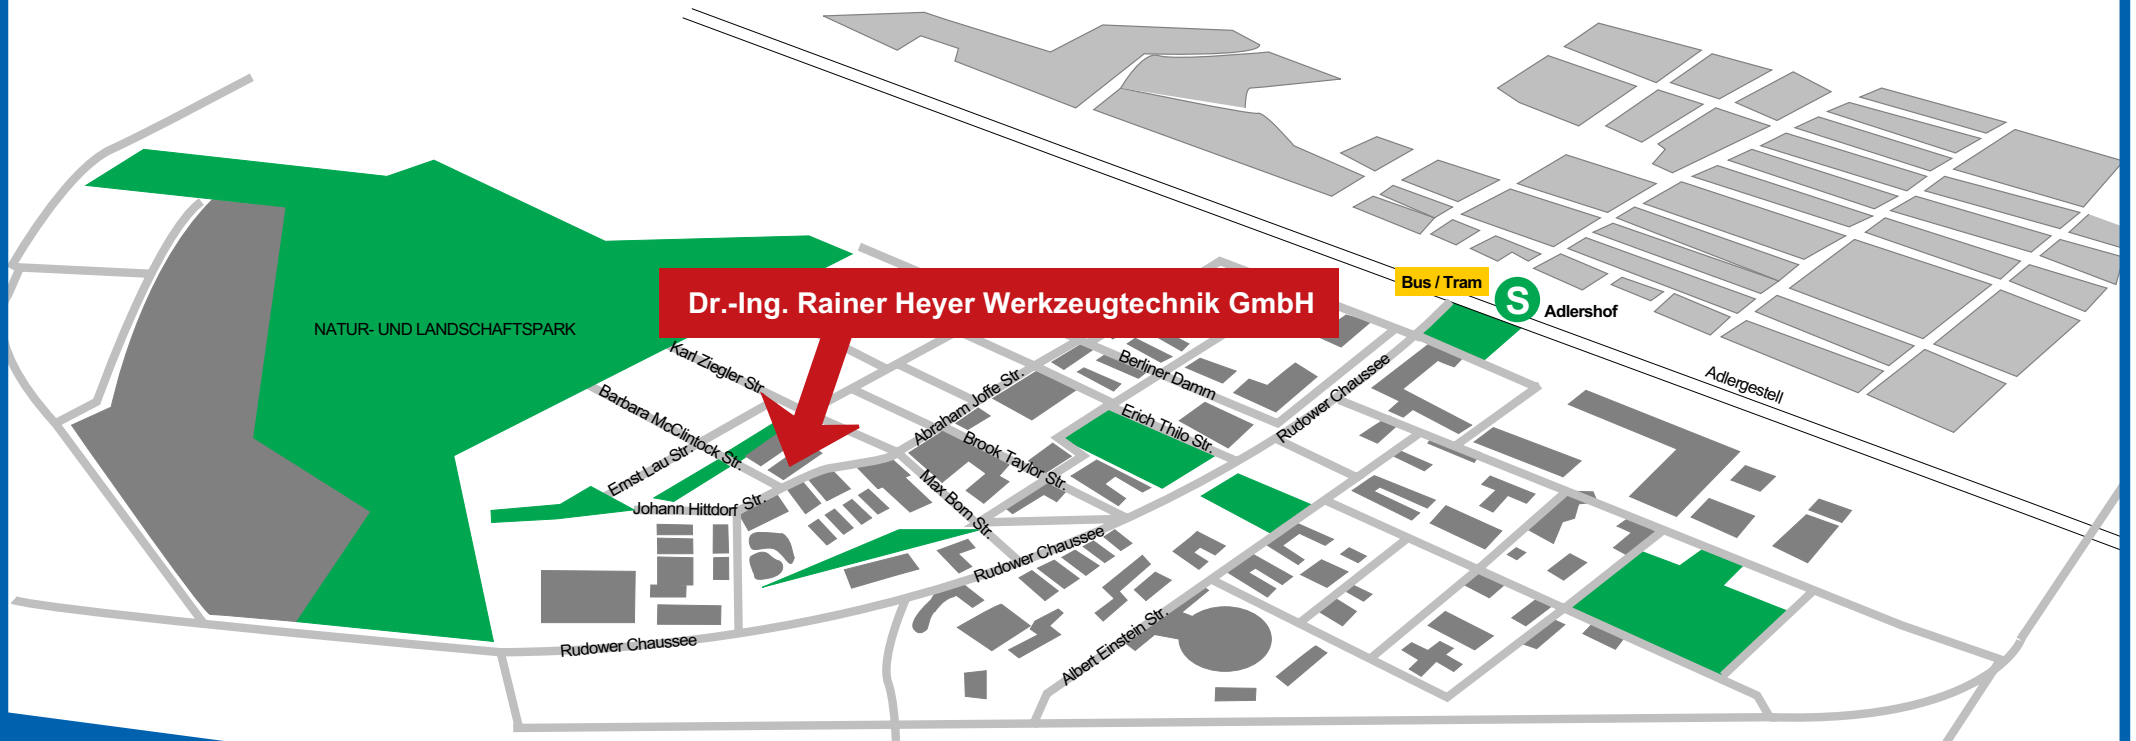 Dr.-Ing. Rainer Heyer Werkzeugtechnik GmbH
Bus / Tram
S
Adlershof
NATUR- UND LANDSCHAFTSPARK
Karl Ziegler Str.
Barbara McClintock Str.
Abraham Joffe Str.
Berliner Damm
Rudower Chaussee
Adlergestell
Erich Thilo Str.
Brook Taylor Str.
Ernst Lau Str.
Max Born Str.
Johann Hittdorf Str.
Rudower Chaussee
Albert Einstein Str.
Rudower Chaussee